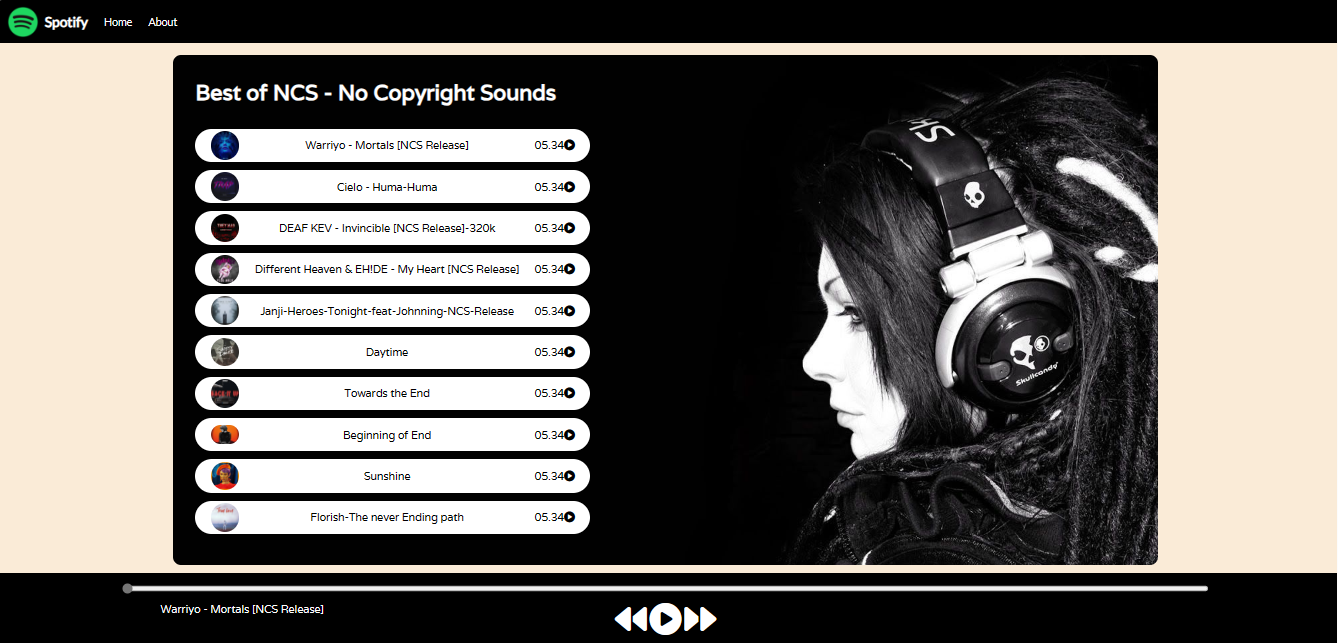 Spotify Home About
Best of NCS - No Copyright Sounds
Warriyo - Mortals [NCS Release] 05.34
Cielo - Huma-Huma 05.34
DEAF KEV - Invincible [NCS Release]-320k 05.34
Different Heaven & EH!DE - My Heart [NCS Release] 05.34
Janji-Heroes-Tonight-feat-Johnning-NCS-Release 05.34
Daytime 05.34
Towards the End 05.34
Beginning of End 05.34
Sunshine 05.34
Florish-The never Ending path 05.34
Skullcandy
Warriyo - Mortals [NCS Release]